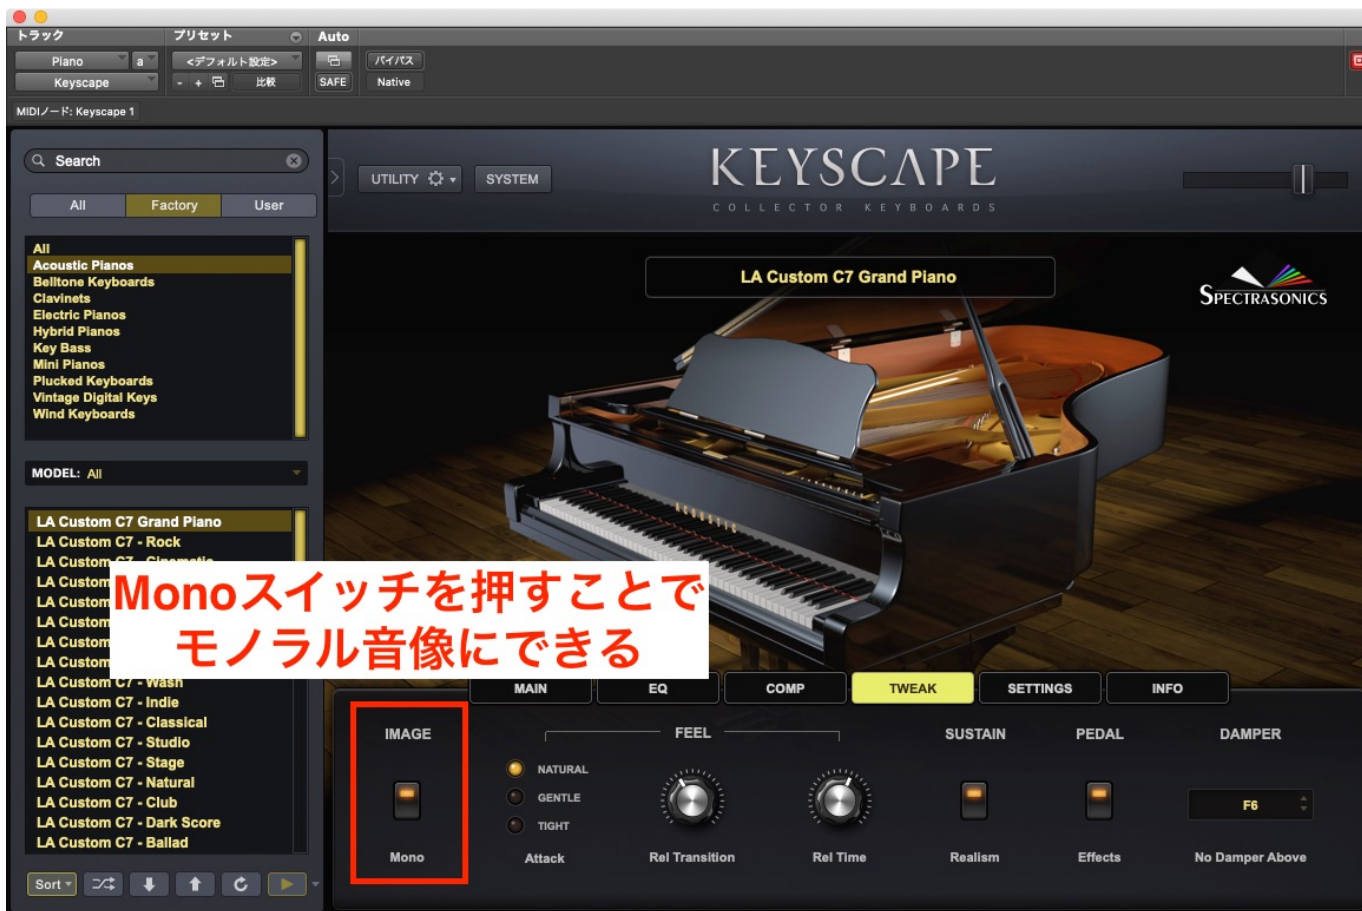 トラック
プリセット
Auto
Piano
a
<デフォルト設定>
バイパス
Keyscape
- +
比較
SAFE
Native
MIDIノード: Keyscape 1
Search
All
Factory
User
UTILITY
SYSTEM
KEYSCAPE
COLLECTOR KEYBOARDS
All
Acoustic Pianos
Belltone Keyboards
Clavinets
Electric Pianos
Hybrid Pianos
Key Bass
Mini Pianos
Plucked Keyboards
Vintage Digital Keys
Wind Keyboards
LA Custom C7 Grand Piano
SPECTRASONICS
YAMAHA
MODEL: All
LA Custom C7 Grand Piano
LA Custom C7 - Rock
LA Custom C7 - Cinematic
LA Custom
LA Custom
LA Custom
LA Custom
LA Custom
LA Custom C7 - Wash
LA Custom C7 - Indie
LA Custom C7 - Classical
LA Custom C7 - Studio
LA Custom C7 - Stage
LA Custom C7 - Natural
LA Custom C7 - Club
LA Custom C7 - Dark Score
LA Custom C7 - Ballad
Sort
Monoスイッチを押すことで
モノラル音像にできる
MAIN
EQ
COMP
TWEAK
SETTINGS
INFO
IMAGE
FEEL
SUSTAIN
PEDAL
DAMPER
NATURAL
GENTLE
TIGHT
F6
Mono
Attack
Rel Transition
Rel Time
Realism
Effects
No Damper Above